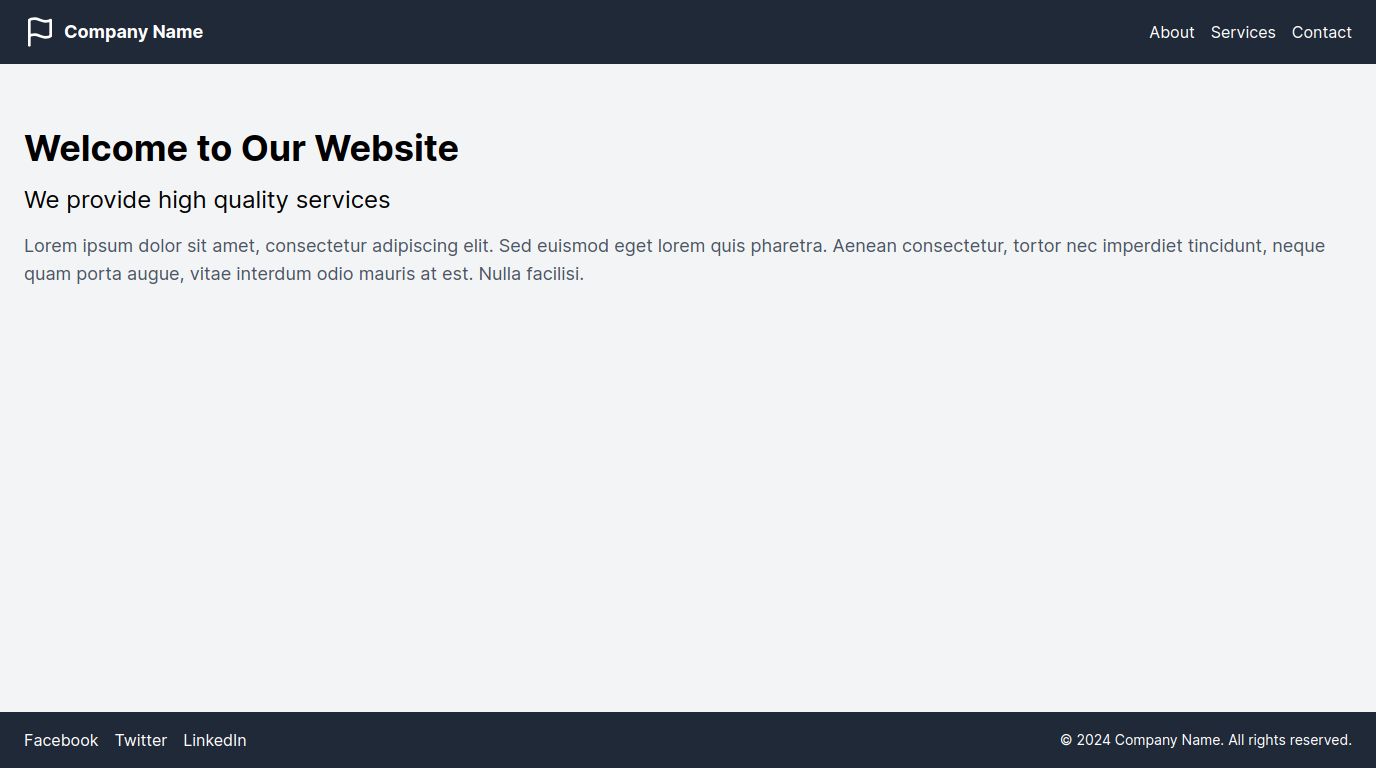 Company Name
About Services Contact
Welcome to Our Website
We provide high quality services
Lorem ipsum dolor sit amet, consectetur adipiscing elit. Sed euismod eget lorem quis pharetra. Aenean consectetur, tortor nec imperdiet tincidunt, neque
quam porta augue, vitae interdum odio mauris at est. Nulla facilisi.
Facebook Twitter LinkedIn
© 2024 Company Name. All rights reserved.